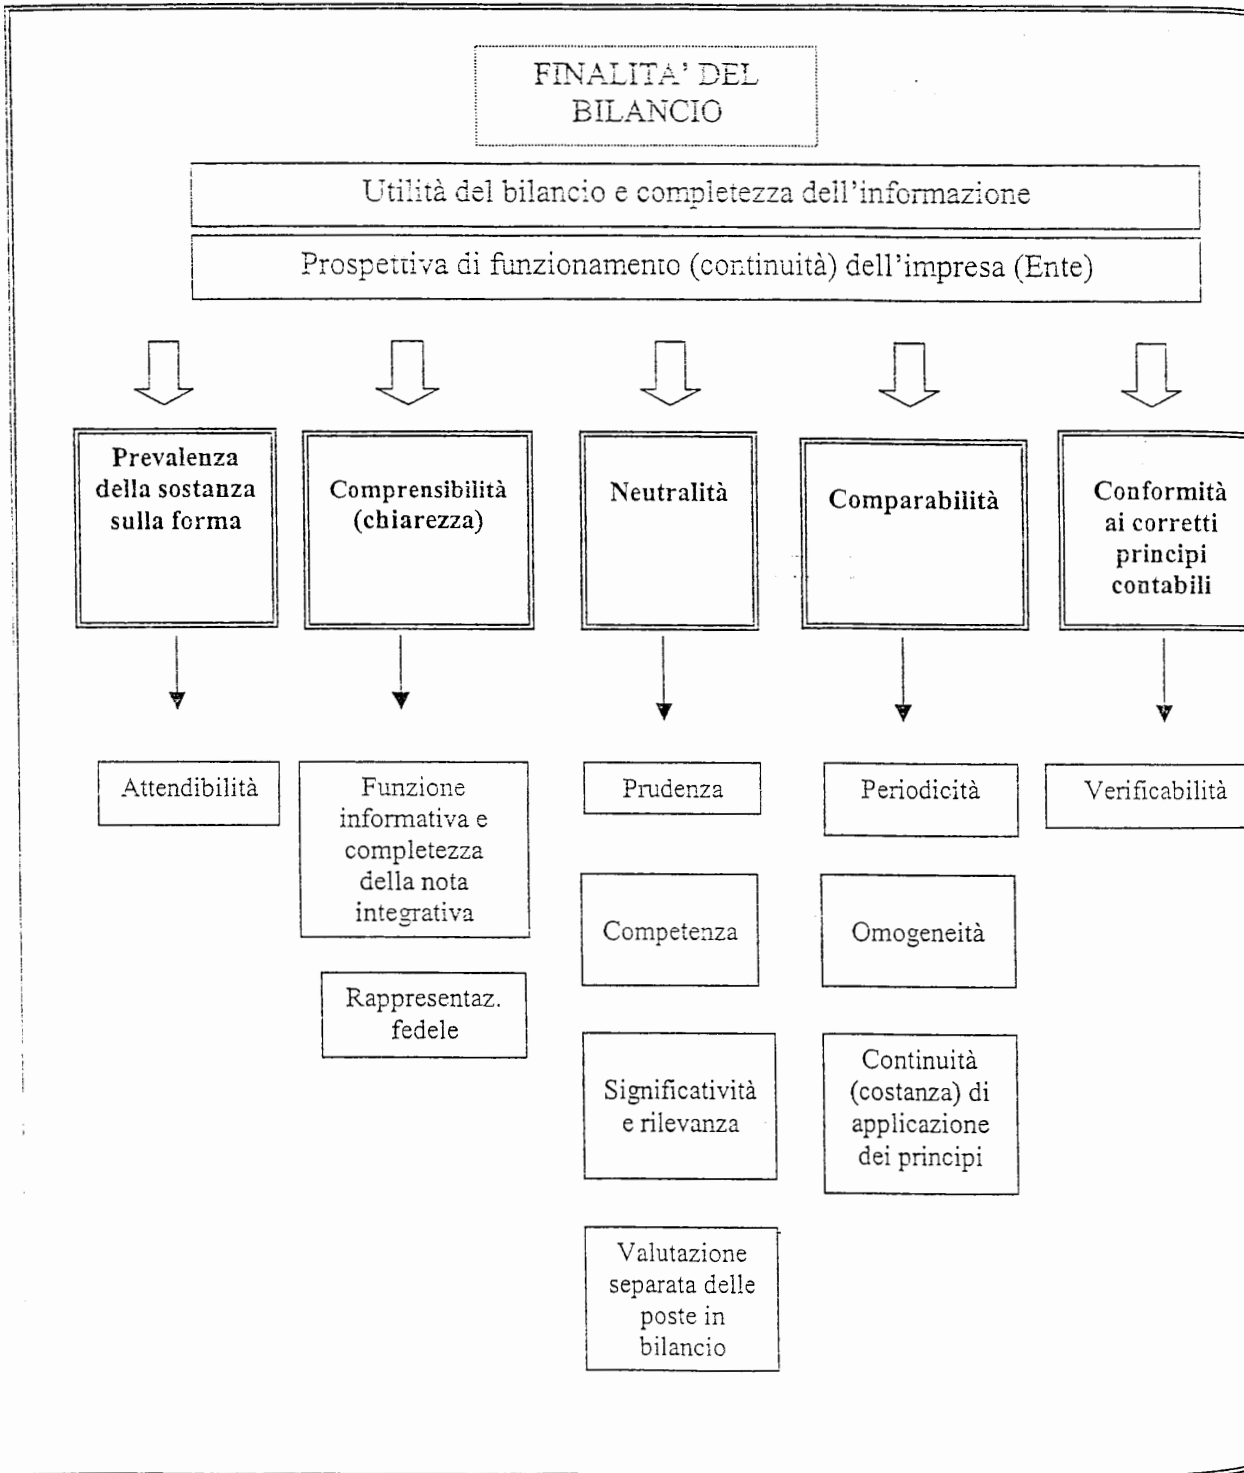 FINALITA' DEL
BILANCIO
Utilità del bilancio e completezza dell'informazione
Prospettiva di funzionamento (continuità) dell'impresa (Ente)
Prevalenza
della sostanza
sulla forma
Comprensibilità
(chiarezza)
Neutralità
Comparabilità
Conformità
ai corretti
principi
contabili
Attendibilità
Funzione
informativa e
completezza
della nota
integrativa
Rappresentaz.
fedele
Prudenza
Competenza
Significatività
e rilevanza
Valutazione
separata delle
poste in
bilancio
Periodicità
Omogeneità
Continuità
(costanza) di
applicazione
dei principi
Verificabilità